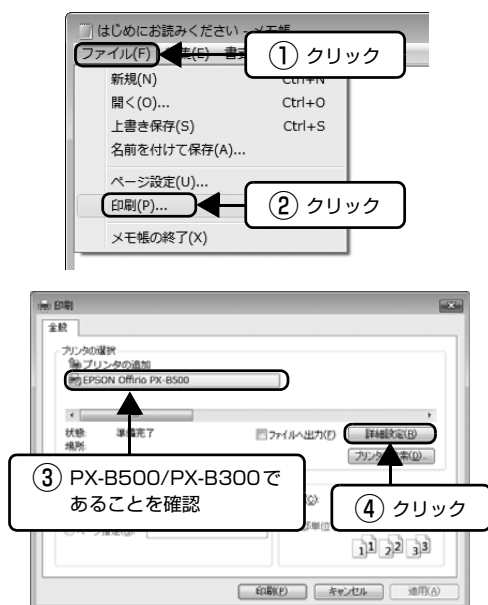 はじめにお読みください - メモ帳
ファイル(F)
① クリック
新規(N) Ctrl+N
開く(O)... Ctrl+O
上書き保存(S) Ctrl+S
名前を付けて保存(A)...
ページ設定(U)...
印刷(P)...
② クリック
メモ帳の終了(X)
印刷
全般
プリンタの選択
プリンタの追加
EPSON Offirio PX-B500
状態: 準備完了
ファイルへ出力(F)
詳細設定(R)
場所:
③ PX-B500/PX-B300で
あることを確認
④ クリック
11 22 33
印刷(P) キャンセル 適用(A)